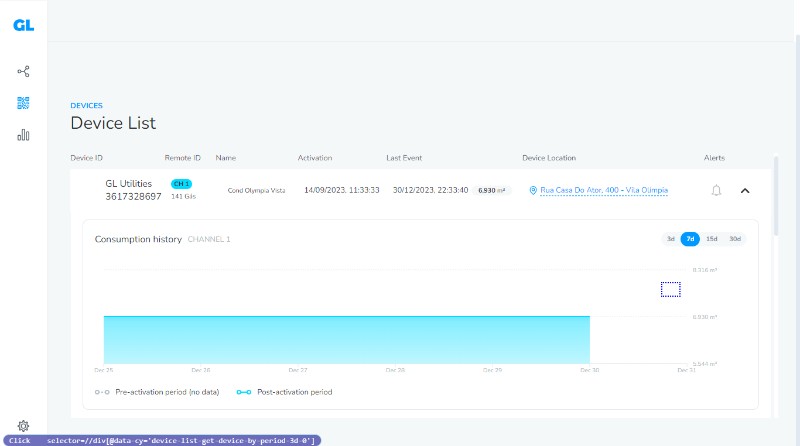 GL
DEVICES
Device List
Device ID Remote ID Name Activation Last Event Device Location Alerts
GL Utilities CH 1 Cond Olympia Vista 14/09/2023, 11:33:33 30/12/2023, 22:33:40 6.930 m³ Rua Casa Do Ator, 400 - Vila Olímpia
3617328697 141 Gás
Consumption history CHANNEL 1 3d 7d 15d 30d
8.316 m³
6.930 m³
5.544 m³
Dec 25 Dec 26 Dec 27 Dec 28 Dec 29 Dec 30 Dec 31
Pre-activation period (no data) Post-activation period
Click selector=//div[@data-cy='device-list-get-device-by-period-3d-0']